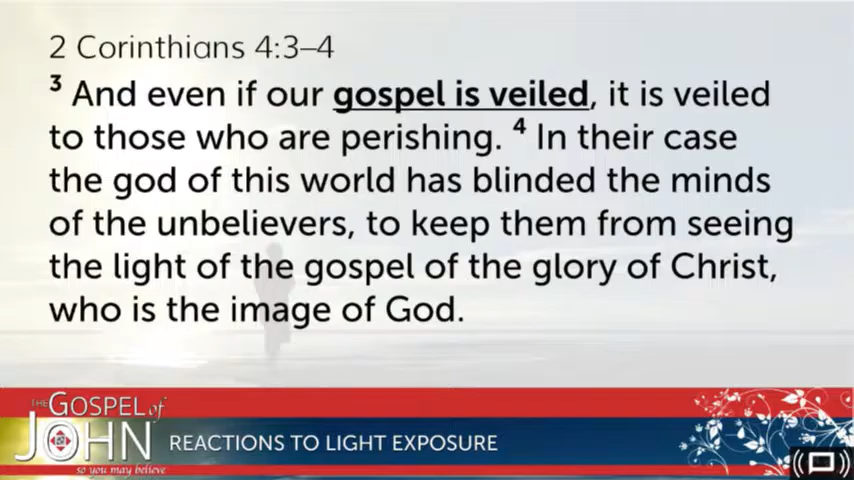 2 Corinthians 4:3–4
³ And even if our gospel is veiled, it is veiled
to those who are perishing. ⁴ In their case
the god of this world has blinded the minds
of the unbelievers, to keep them from seeing
the light of the gospel of the glory of Christ,
who is the image of God.
THE GOSPEL of
JOHN
so you may believe
REACTIONS TO LIGHT EXPOSURE